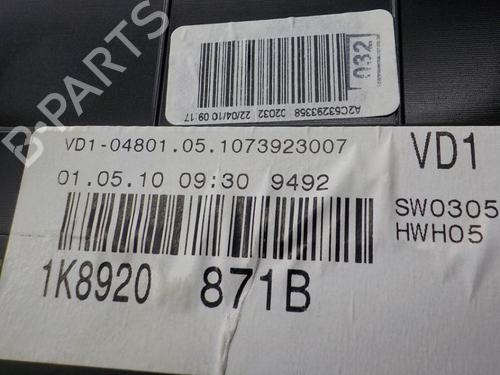 B-PARTS
032
A2C53293358 02032 22/04/10 09:17
VD1-04801.05.1073923007
VD1
01.05.10 09:30 9492
SW0305
HWH05
1K8920 871B